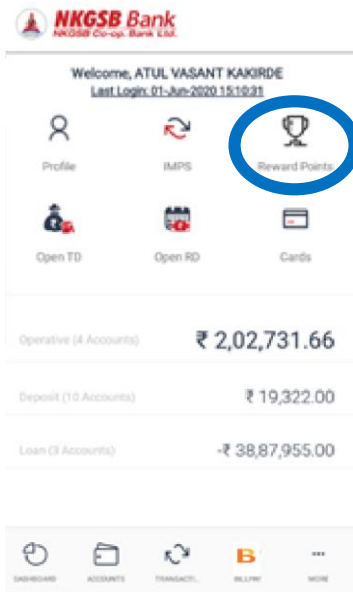 NKGSB Bank
NKGSB Co-op. Bank Ltd.
Welcome, ATUL VASANT KAKIRDE
Last Login: 01-Jun-2020 15:10:31
Profile IMPS Reward Points
Open TD Open RD Cards
Operative (4 Accounts) ₹ 2,02,731.66
Deposit (10 Accounts) ₹ 19,322.00
Loan (3 Accounts) -₹ 38,87,955.00
B
DASHBOARD ACCOUNTS TRANSACTI... BILLPAY MORE